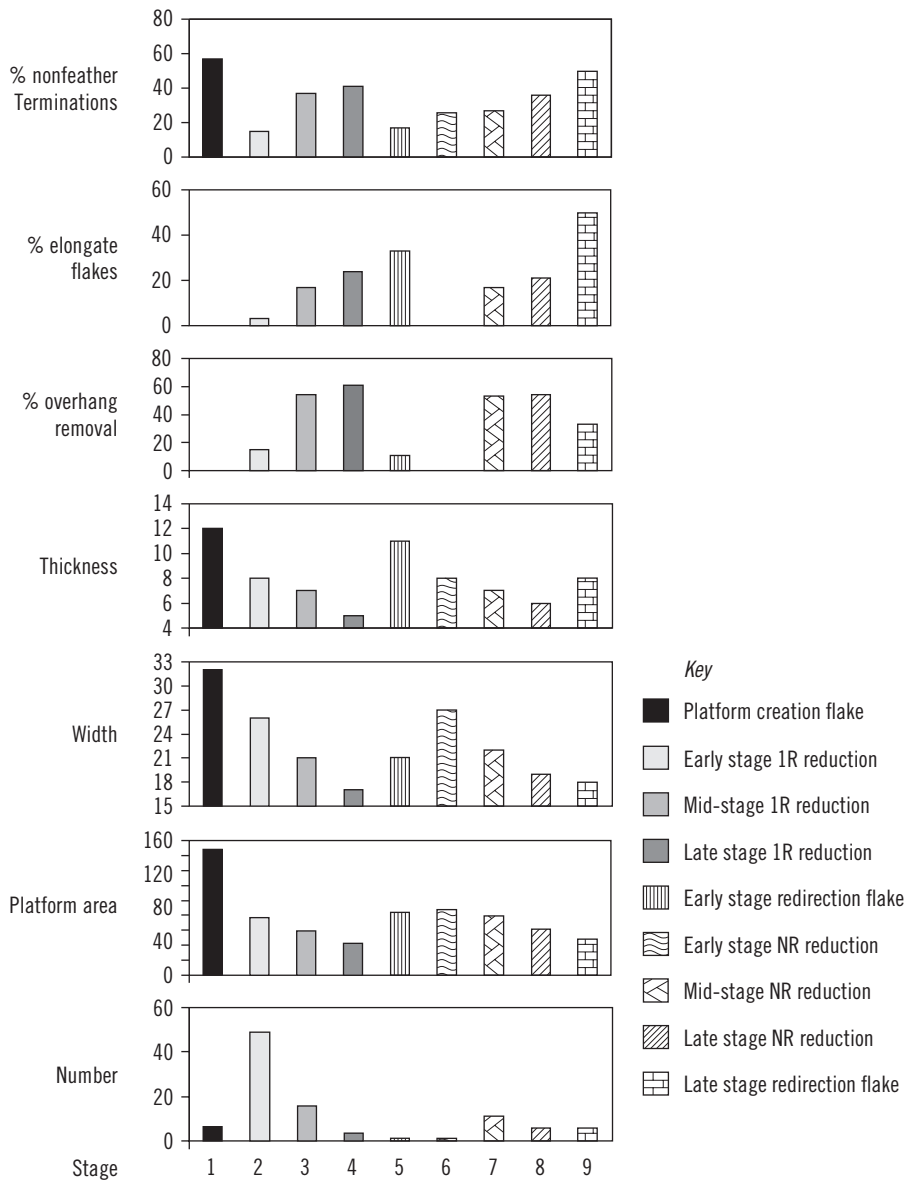 80
60
% nonfeather
Terminations
40
20
0
60
% elongate
flakes
40
20
0
80
60
% overhang
removal
40
20
0
14
12
10
Thickness
8
6
4
33
30
27
Width
24
21
18
15
160
120
Platform area
80
40
0
60
40
Number
20
0
Stage 1 2 3 4 5 6 7 8 9
Key
Platform creation flake
Early stage 1R reduction
Mid-stage 1R reduction
Late stage 1R reduction
Early stage redirection flake
Early stage NR reduction
Mid-stage NR reduction
Late stage NR reduction
Late stage redirection flake